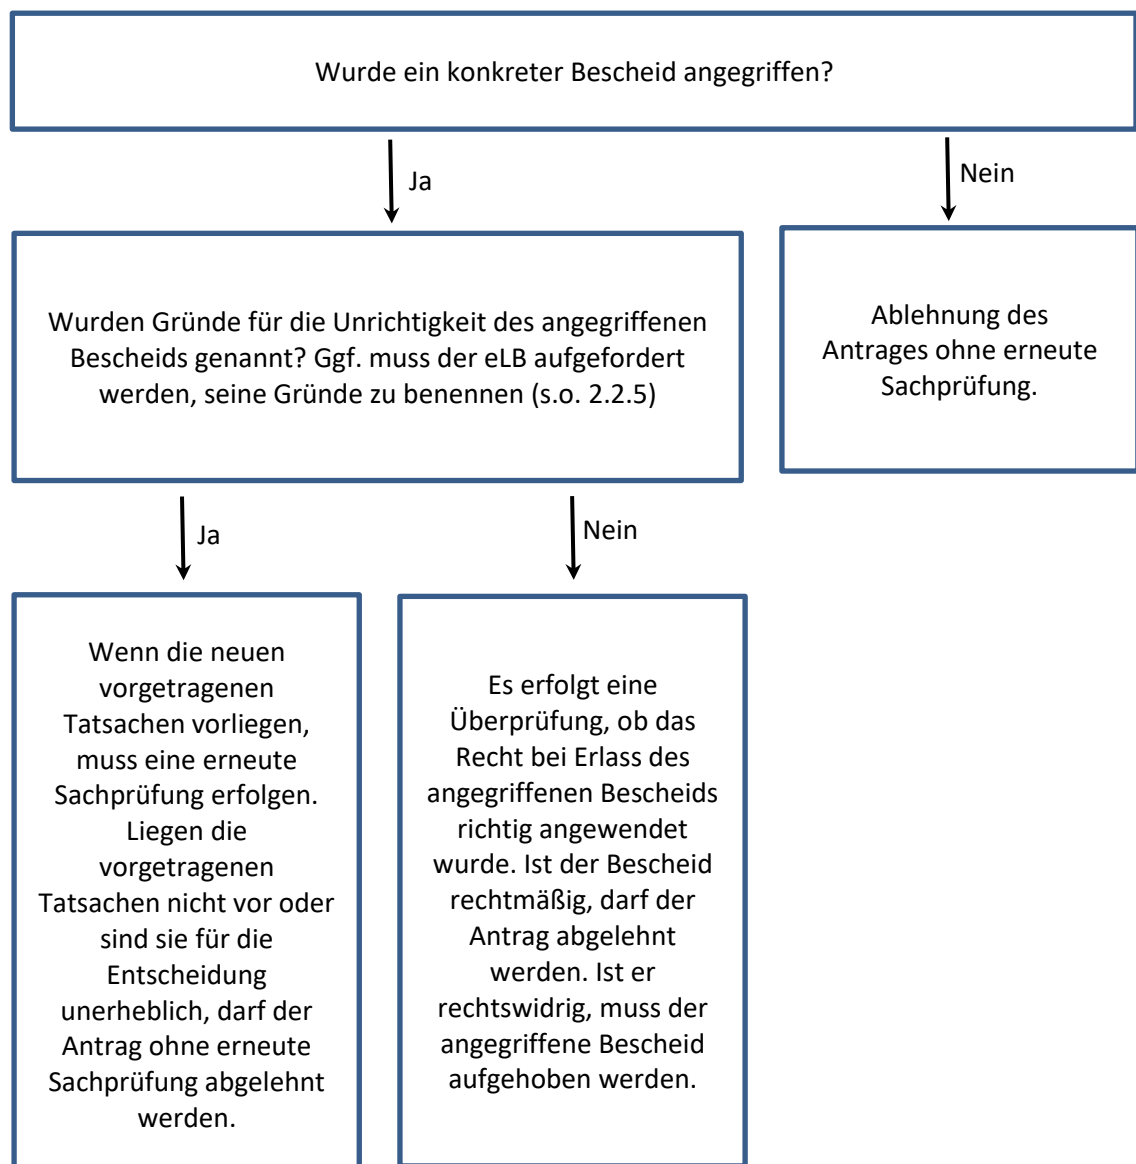 Wurde ein konkreter Bescheid angegriffen?
Ja
Nein
Wurden Gründe für die Unrichtigkeit des angegriffenen
Bescheids genannt? Ggf. muss der eLB aufgefordert
werden, seine Gründe zu benennen (s.o. 2.2.5)
Ablehnung des
Antrages ohne erneute
Sachprüfung.
Ja
Nein
Wenn die neuen
vorgetragenen
Tatsachen vorliegen,
muss eine erneute
Sachprüfung erfolgen.
Liegen die
vorgetragenen
Tatsachen nicht vor oder
sind sie für die
Entscheidung
unerheblich, darf der
Antrag ohne erneute
Sachprüfung abgelehnt
werden.
Es erfolgt eine
Überprüfung, ob das
Recht bei Erlass des
angegriffenen Bescheids
richtig angewendet
wurde. Ist der Bescheid
rechtmäßig, darf der
Antrag abgelehnt
werden. Ist er
rechtswidrig, muss der
angegriffene Bescheid
aufgehoben werden.